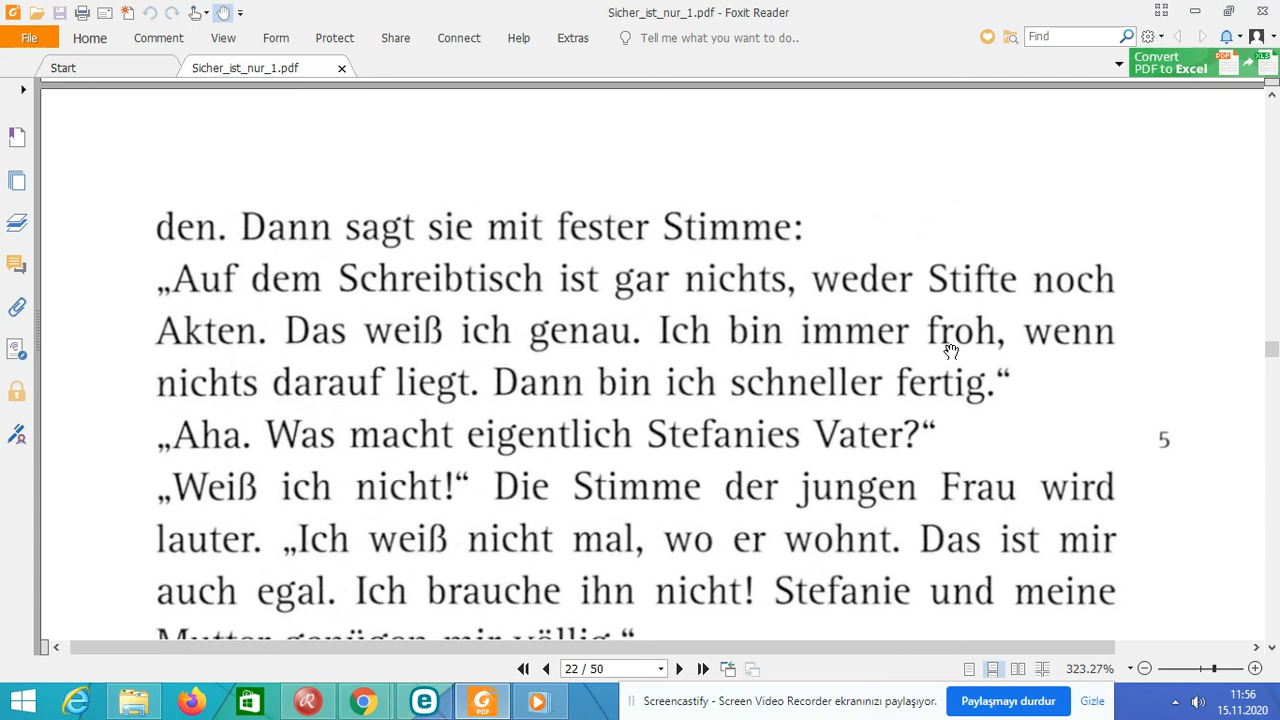 Sicher_ist_nur_1.pdf - Foxit Reader
File Home Comment View Form Protect Share Connect Help Extras Tell me what you want to do.. Find
Start Sicher_ist_nur_1.pdf
Convert
PDF to Excel
den. Dann sagt sie mit fester Stimme:
„Auf dem Schreibtisch ist gar nichts, weder Stifte noch
Akten. Das weiß ich genau. Ich bin immer froh, wenn
nichts darauf liegt. Dann bin ich schneller fertig.“
„Aha. Was macht eigentlich Stefanies Vater?“
5
„Weiß ich nicht!“ Die Stimme der jungen Frau wird
lauter. „Ich weiß nicht mal, wo er wohnt. Das ist mir
auch egal. Ich brauche ihn nicht! Stefanie und meine
Mutter genügen mir völlig.“
22 / 50
323.27%
Screencastify - Screen Video Recorder ekranınızı paylaşıyor. Paylaşmayı durdur Gizle
11:56
15.11.2020